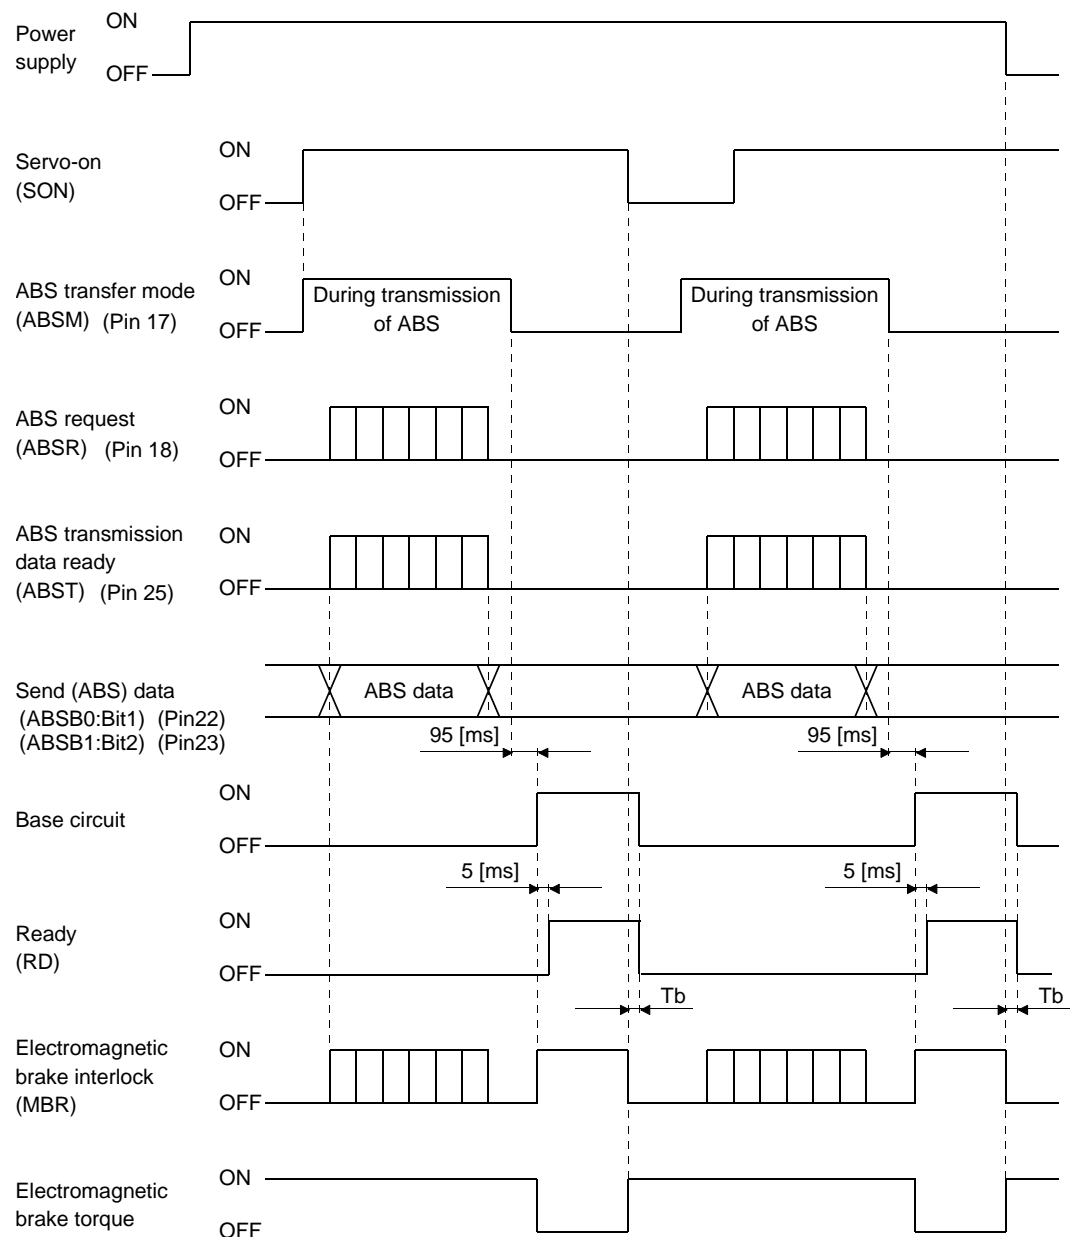 Power
supply
ON
OFF
Servo-on
(SON)
ON
OFF
ABS transfer mode
(ABSM) (Pin 17)
ON
OFF
During transmission
of ABS
During transmission
of ABS
ABS request
(ABSR) (Pin 18)
ON
OFF
ABS transmission
data ready
(ABST) (Pin 25)
ON
OFF
Send (ABS) data
(ABSB0:Bit1) (Pin22)
(ABSB1:Bit2) (Pin23)
ABS data
ABS data
95 [ms]
95 [ms]
Base circuit
ON
OFF
5 [ms]
5 [ms]
Ready
(RD)
ON
OFF
Tb
Tb
Electromagnetic
brake interlock
(MBR)
ON
OFF
Electromagnetic
brake torque
ON
OFF